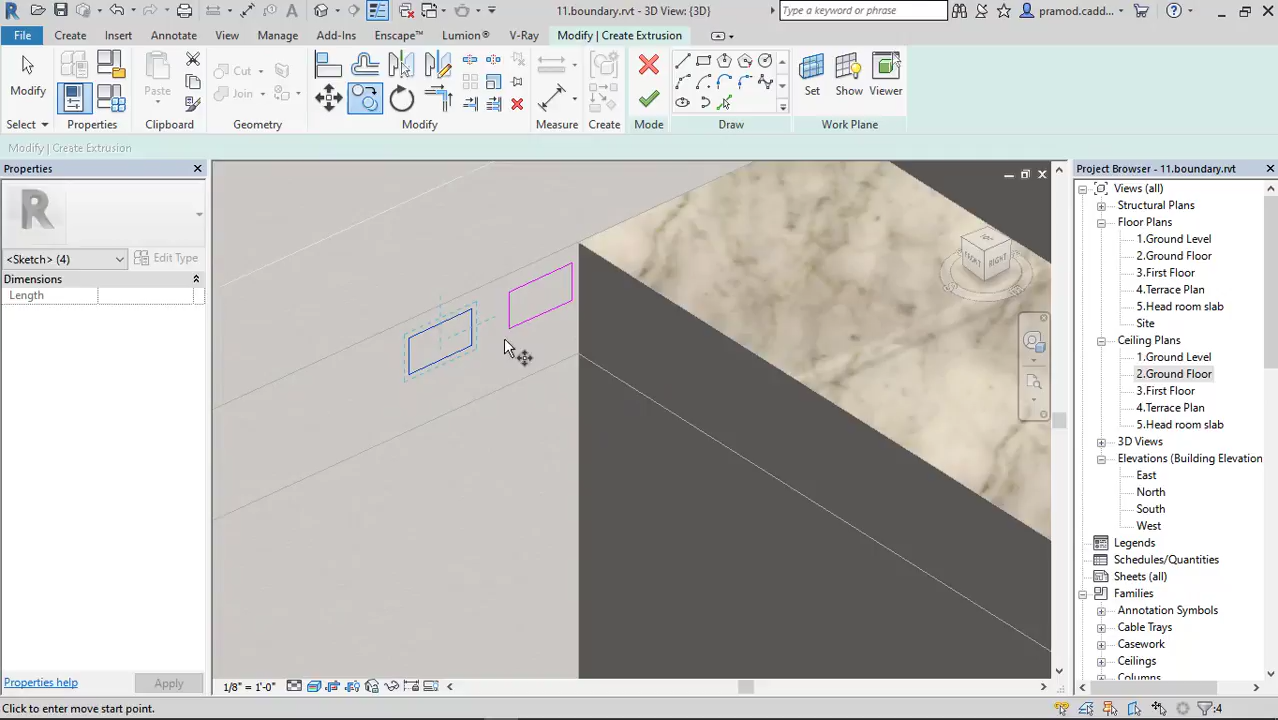 11.boundary.rvt - 3D View: {3D}
Type a keyword or phrase
pramod.cadd...
File
Create
Insert
Annotate
View
Manage
Add-Ins
Enscape™
Lumion®
V-Ray
Modify | Create Extrusion
Modify
Paste
Cut
Join
Set
Show
Viewer
Select
Properties
Clipboard
Geometry
Modify
Measure
Create
Mode
Draw
Work Plane
Modify | Create Extrusion
Properties
<Sketch> (4)
Edit Type
Dimensions
Length
Properties help
Apply
FRONT
RIGHT
Project Browser - 11.boundary.rvt
Views (all)
Structural Plans
Floor Plans
1.Ground Level
2.Ground Floor
3.First Floor
4.Terrace Plan
5.Head room slab
Site
Ceiling Plans
1.Ground Level
2.Ground Floor
3.First Floor
4.Terrace Plan
5.Head room slab
3D Views
Elevations (Building Elevation
East
North
South
West
Legends
Schedules/Quantities
Sheets (all)
Families
Annotation Symbols
Cable Trays
Casework
Ceilings
Columns
1/8" = 1'-0"
Click to enter move start point.
:4